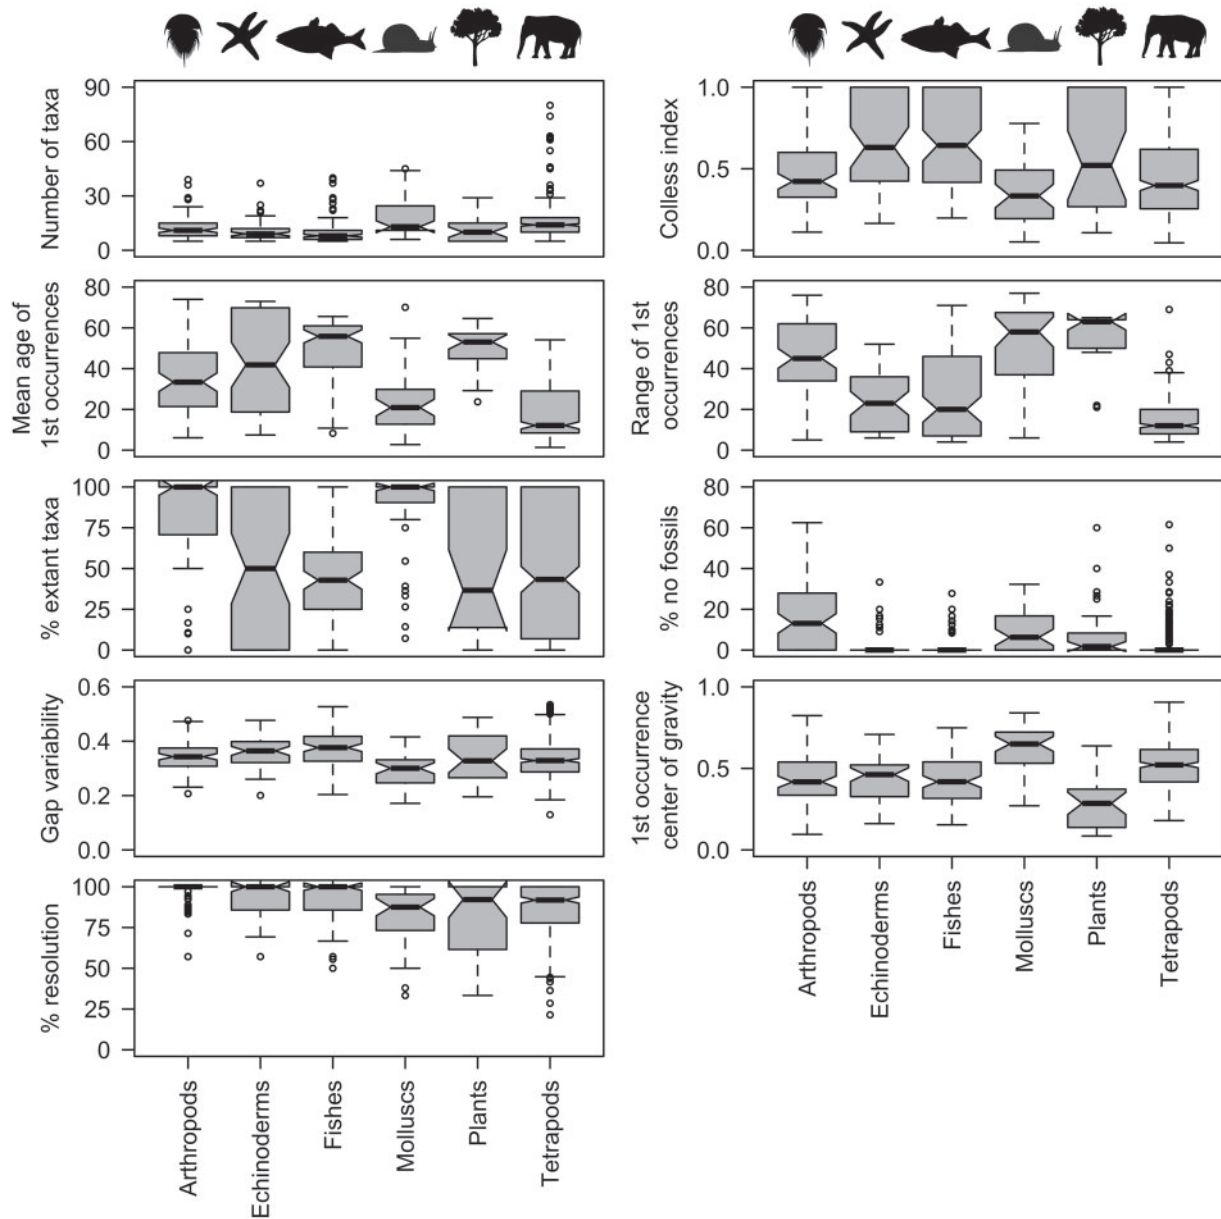 Number of taxa
90
60
30
0
Mean age of
1st occurrences
80
60
40
20
0
% extant taxa
100
75
50
25
0
Gap variability
0.6
0.4
0.2
0.0
% resolution
100
75
50
25
0
Arthropods
Echinoderms
Fishes
Molluscs
Plants
Tetrapods
Colless index
1.0
0.5
0.0
Range of 1st
occurrences
80
60
40
20
0
% no fossils
80
60
40
20
0
1st occurrence
center of gravity
1.0
0.5
0.0
Arthropods
Echinoderms
Fishes
Molluscs
Plants
Tetrapods